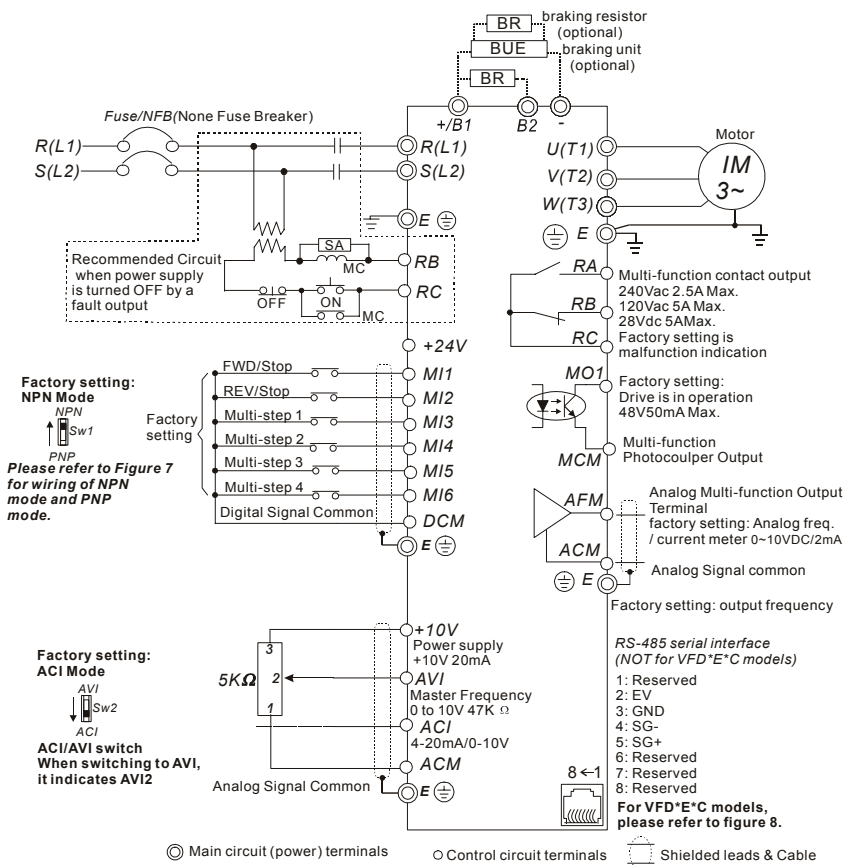 BR
braking resistor
(optional)
BUE
braking unit
(optional)
BR
Fuse/NFB(None Fuse Breaker)
+/B1
B2
-
R(L1)
S(L2)
R(L1)
S(L2)
E
Recommended Circuit
when power supply
is turned OFF by a
fault output
SA
MC
RB
OFF
ON
MC
RC
Motor
U(T1)
V(T2)
W(T3)
IM
3~
E
RA
RB
RC
Multi-function contact output
240Vac 2.5A Max.
120Vac 5A Max.
28Vdc 5AMax.
Factory setting is
malfunction indication
+24V
Factory setting:
NPN Mode
NPN
Sw1
PNP
Please refer to Figure 7
for wiring of NPN
mode and PNP
mode.
Factory
setting
FWD/Stop
MI1
REV/Stop
MI2
Multi-step 1
MI3
Multi-step 2
MI4
Multi-step 3
MI5
Multi-step 4
MI6
Digital Signal Common
DCM
E
MO1
Factory setting:
Drive is in operation
48V50mA Max.
MCM
Multi-function
Photocoulper Output
AFM
Analog Multi-function Output
Terminal
factory setting: Analog freq.
/ current meter 0~10VDC/2mA
ACM
Analog Signal common
E
Factory setting: output frequency
Factory setting:
ACI Mode
AVI
Sw2
ACI
ACI/AVI switch
When switching to AVI,
it indicates AVI2
5KΩ
3
2
1
+10V
Power supply
+10V 20mA
AVI
Master Frequency
0 to 10V 47K Ω
ACI
4-20mA/0-10V
ACM
Analog Signal Common
E
RS-485 serial interface
(NOT for VFD*E*C models)
1: Reserved
2: EV
3: GND
4: SG-
5: SG+
6: Reserved
7: Reserved
8: Reserved
8←1
For VFD*E*C models,
please refer to figure 8.
Main circuit (power) terminals
Control circuit terminals
Shielded leads & Cable